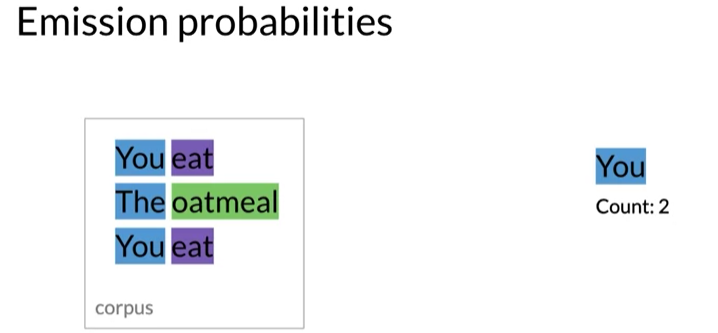 Emission probabilities
You eat
The oatmeal
You eat
corpus
You
Count: 2